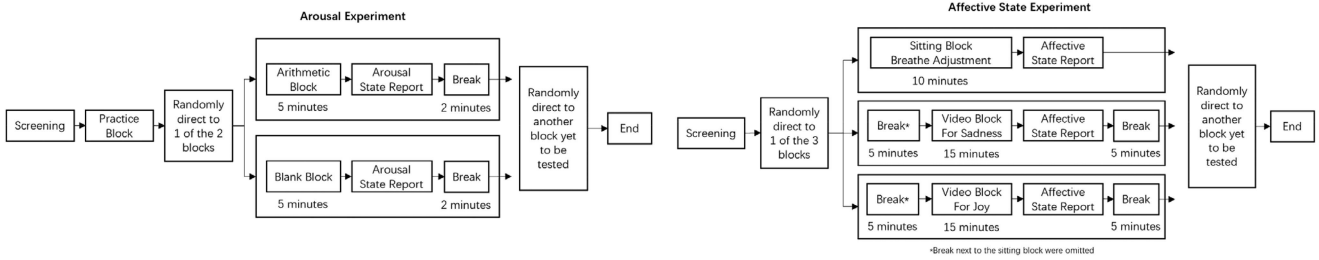 Arousal Experiment
Screening
Practice
Block
Randomly
direct to
1 of the 2
blocks
Arithmetic
Block
5 minutes
Arousal
State Report
Break
2 minutes
Blank Block
5 minutes
Arousal
State Report
Break
2 minutes
Randomly
direct to
another
block yet
to be
tested
End
Affective State Experiment
Screening
Randomly
direct to
1 of the 3
blocks
Sitting Block
Breathe Adjustment
10 minutes
Affective
State Report
Break*
5 minutes
Video Block
For Sadness
15 minutes
Affective
State Report
Break
5 minutes
Break*
5 minutes
Video Block
For Joy
15 minutes
Affective
State Report
Break
5 minutes
Randomly
direct to
another
block yet
to be
tested
End
*Break next to the sitting block were omitted